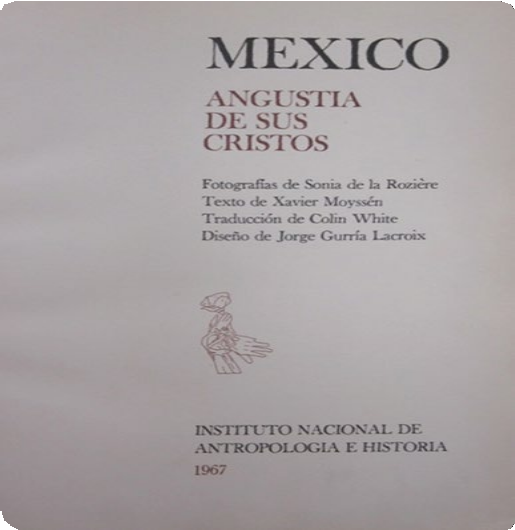 MEXICO
ANGUSTIA
DE SUS
CRISTOS
Fotografías de Sonia de la Rozière
Texto de Xavier Moyssén
Traducción de Colin White
Diseño de Jorge Gurría Lacroix
INSTITUTO NACIONAL DE
ANTROPOLOGIA E HISTORIA
1967